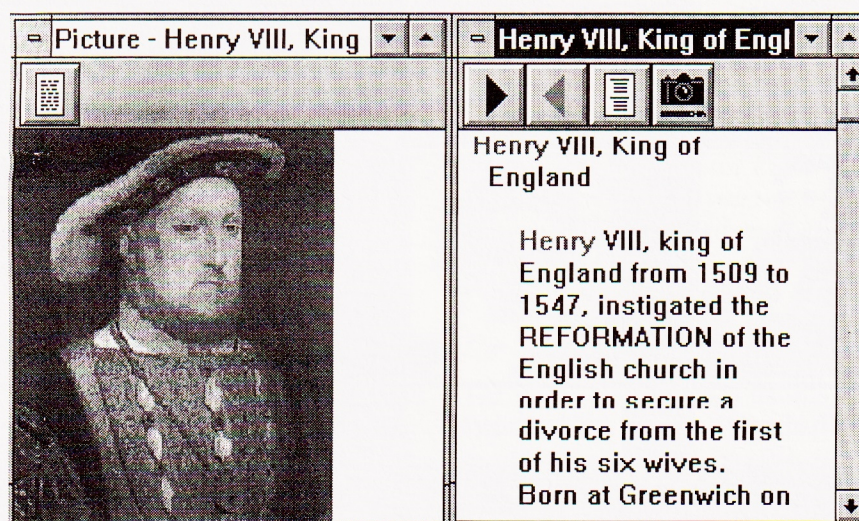 Picture - Henry VIII, King
Henry VIII, King of Engl
Henry VIII, King of
England
Henry VIII, king of
England from 1509 to
1547, instigated the
REFORMATION of the
English church in
order to secure a
divorce from the first
of his six wives.
Born at Greenwich on